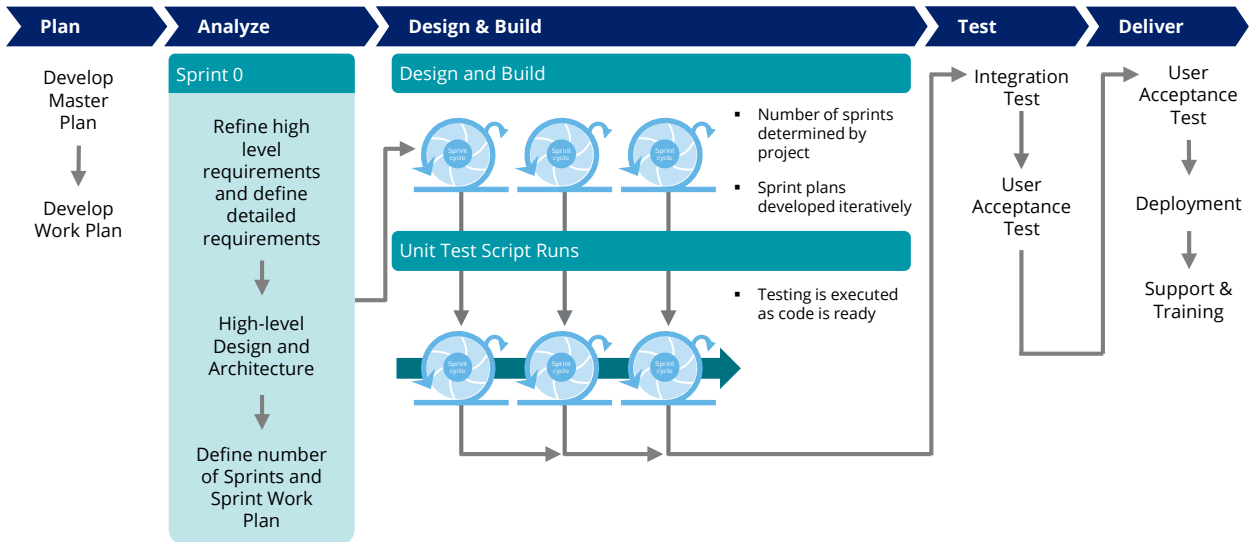 Plan
Analyze
Design & Build
Test
Deliver
Develop
Master
Plan
Develop
Work Plan
Sprint 0
Refine high
level
requirements
and define
detailed
requirements
High-level
Design and
Architecture
Define number
of Sprints and
Sprint Work
Plan
Design and Build
Sprint
cycle
Sprint
cycle
Sprint
cycle
▪ Number of sprints
determined by
project
▪ Sprint plans
developed iteratively
Unit Test Script Runs
▪ Testing is executed
as code is ready
Sprint
cycle
Sprint
cycle
Sprint
cycle
Integration
Test
User
Acceptance
Test
User
Acceptance
Test
Deployment
Support &
Training